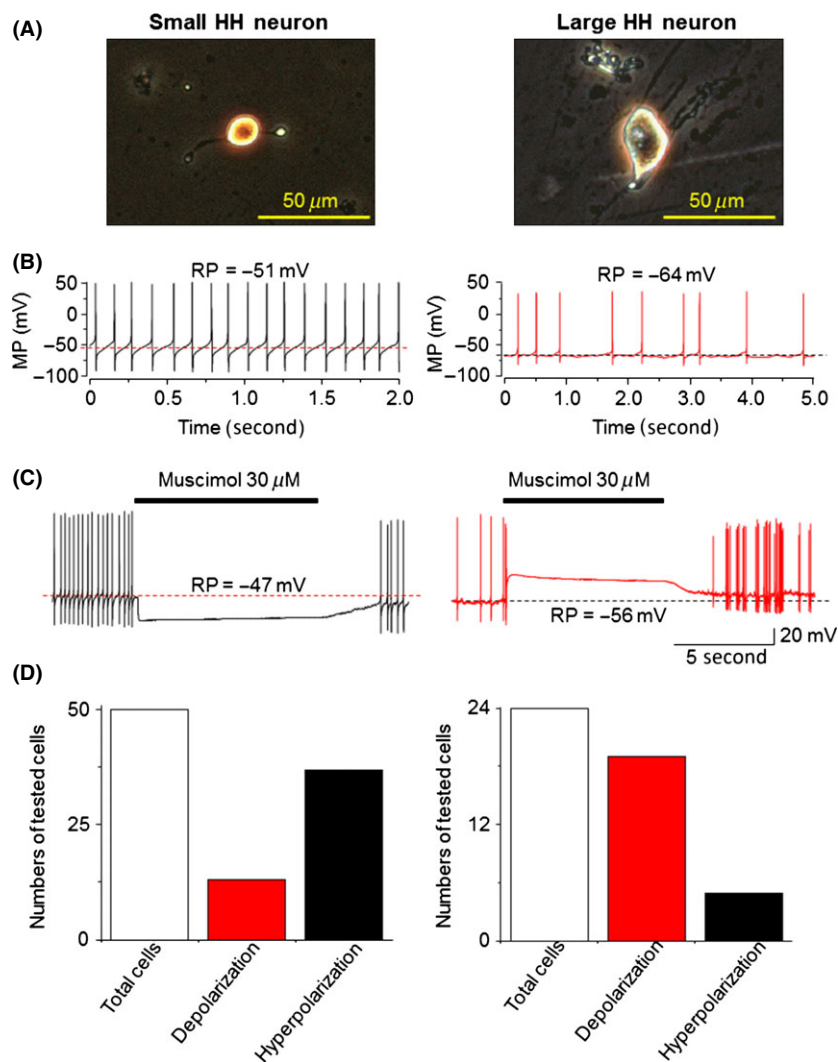 Small HH neuron
Large HH neuron
(A)
50 μm
50 μm
(B)
RP = –51 mV
RP = –64 mV
MP (mV)
50
0
–50
–100
0
0.5
1.0
1.5
2.0
Time (second)
MP (mV)
50
0
–50
–100
0
1.0
2.0
3.0
4.0
5.0
Time (second)
(C)
Muscimol 30 μM
Muscimol 30 μM
RP = –47 mV
RP = –56 mV
20 mV
5 second
(D)
Numbers of tested cells
50
25
0
Total cells
Depolarization
Hyperpolarization
Numbers of tested cells
24
12
0
Total cells
Depolarization
Hyperpolarization